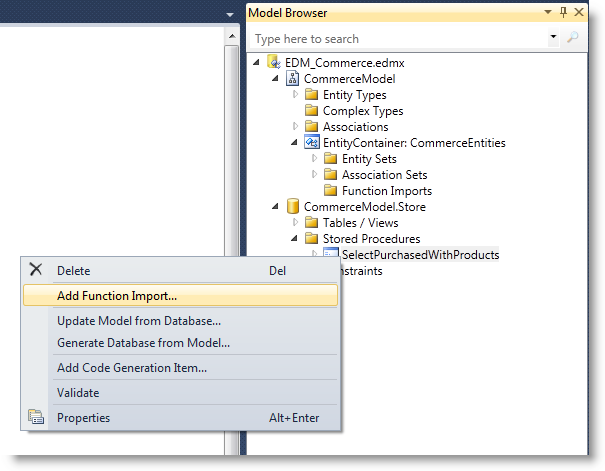 Model Browser
Type here to search
EDM_Commerce.edmx
CommerceModel
Entity Types
Complex Types
Associations
EntityContainer: CommerceEntities
Entity Sets
Association Sets
Function Imports
CommerceModel.Store
Tables / Views
Stored Procedures
SelectPurchasedWithProducts
Delete Del
Add Function Import...
Update Model from Database...
Generate Database from Model...
Add Code Generation Item...
Validate
Properties Alt+Enter